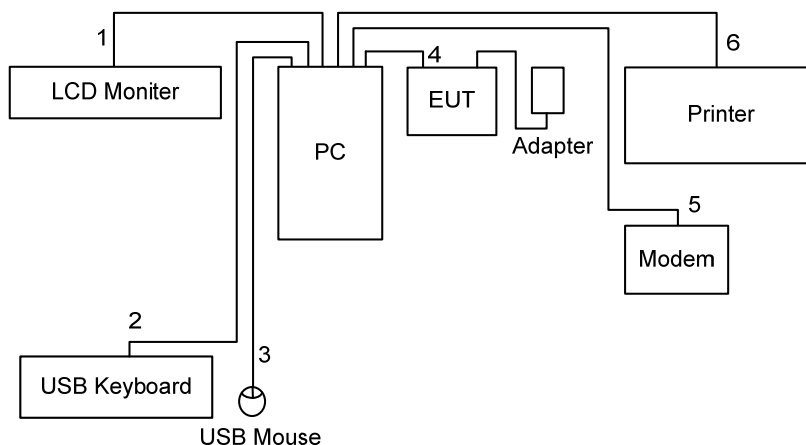 1
6
4
LCD Moniter
EUT
Printer
PC
Adapter
5
Modem
2
3
USB Keyboard
USB Mouse